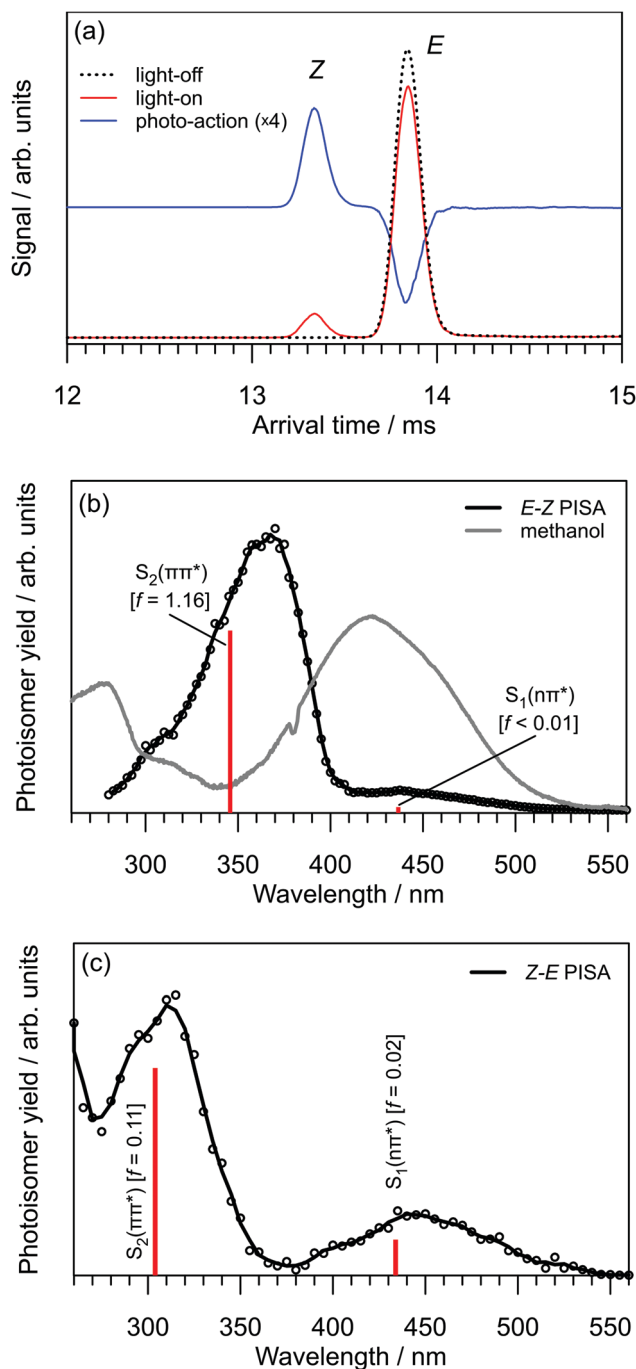 (a)
Z
E
light-off
light-on
photo-action (x4)
Signal / arb. units
12
13
14
15
Arrival time / ms
(b)
E-Z PISA
methanol
S2(ππ*)
[f = 1.16]
S1(nπ*)
[f < 0.01]
Photoisomer yield / arb. units
300
350
400
450
500
550
Wavelength / nm
(c)
Z-E PISA
S2(ππ*) [f = 0.11]
S1(nπ*) [f = 0.02]
Photoisomer yield / arb. units
300
350
400
450
500
550
Wavelength / nm